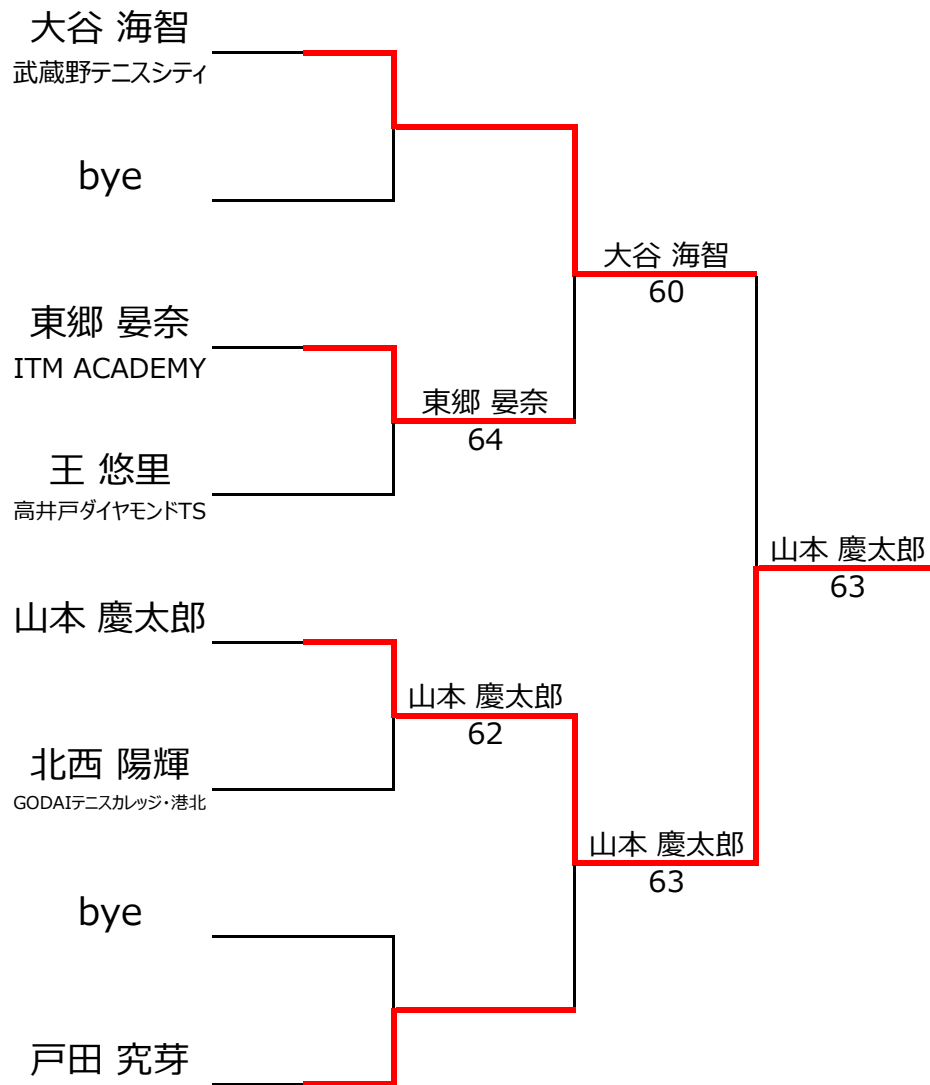 大谷 海智
武蔵野テニスシティ
bye
大谷 海智
60
東郷 晏奈
ITM ACADEMY
東郷 晏奈
64
王 悠里
高井戸ダイヤモンドTS
山本 慶太郎
63
山本 慶太郎
山本 慶太郎
62
北西 陽輝
GODAIテニスカレッジ・港北
山本 慶太郎
63
bye
戸田 究芽